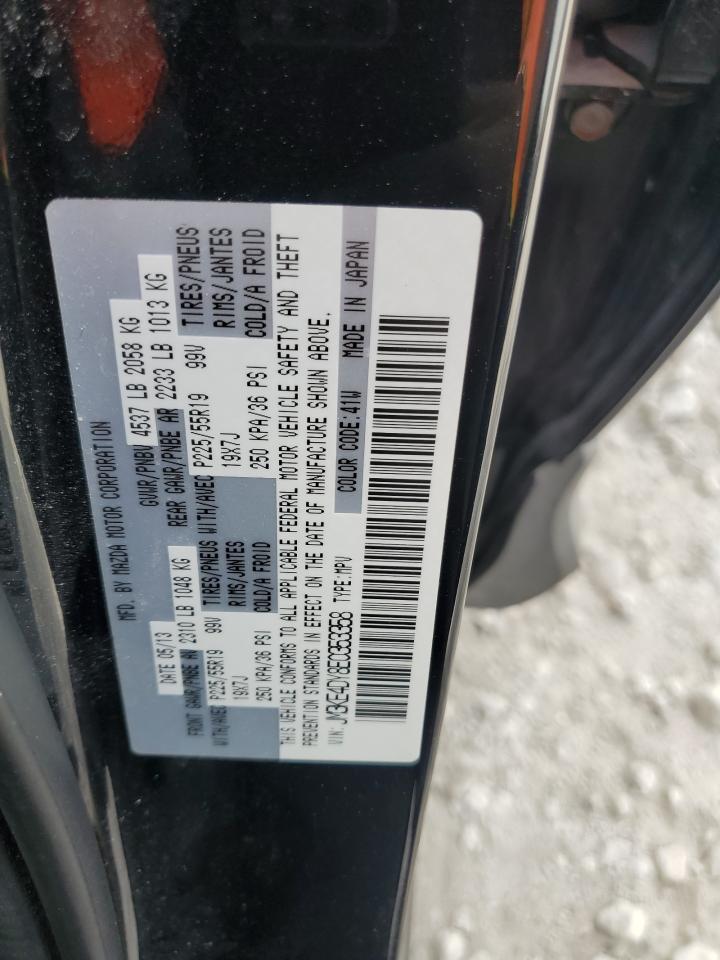 MFD. BY MAZDA MOTOR CORPORATION
DATE 05/13 GVWR/PNBV 4537 LB 2058 KG
FRONT GAWR/PNBE AV 2310 LB 1048 KG REAR GAWR/PNBE AR 2233 LB 1013 KG
TIRES/PNEUS WITH/AVEC P225/55R19 99V TIRES/PNEUS
WITH/AVEC P225/55R19 99V
RIMS/JANTES 19X7J RIMS/JANTES
19X7J
COLD/A FROID 250 KPA/36 PSI COLD/A FROID
250 KPA/36 PSI
THIS VEHICLE CONFORMS TO ALL APPLICABLE FEDERAL MOTOR VEHICLE SAFETY AND THEFT
PREVENTION STANDARDS IN EFFECT ON THE DATE OF MANUFACTURE SHOWN ABOVE.
VIN: JM3KE4DY8E0353358 TYPE:MPV COLOR CODE:41W MADE IN JAPAN